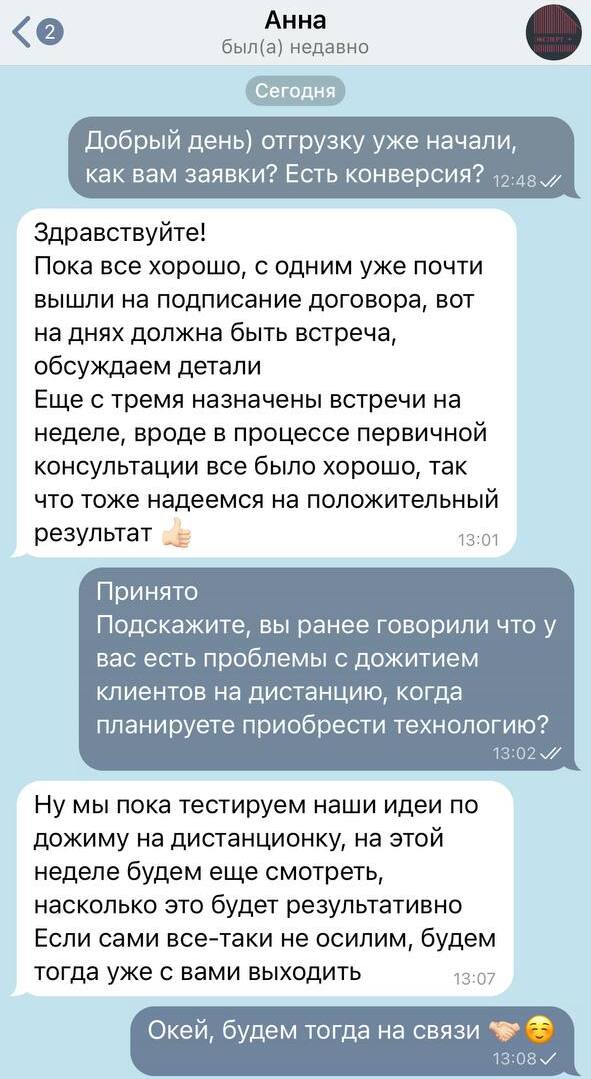 2
Анна
был(а) недавно
Сегодня
Добрый день) отгрузку уже начали,
как вам заявки? Есть конверсия? 12:48
Здравствуйте!
Пока все хорошо, с одним уже почти
вышли на подписание договора, вот
на днях должна быть встреча,
обсуждаем детали
Еще с тремя назначены встречи на
неделе, вроде в процессе первичной
консультации все было хорошо, так
что тоже надеемся на положительный
результат 👍🏻
13:01
Принято
Подскажите, вы ранее говорили что у
вас есть проблемы с дожитием
клиентов на дистанцию, когда
планируете приобрести технологию?
13:02
Ну мы пока тестируем наши идеи по
дожиму на дистанционку, на этой
неделе будем еще смотреть,
насколько это будет результативно
Если сами все-таки не осилим, будем
тогда уже с вами выходить 13:07
Окей, будем тогда на связи 🤝🏻☺️
13:08